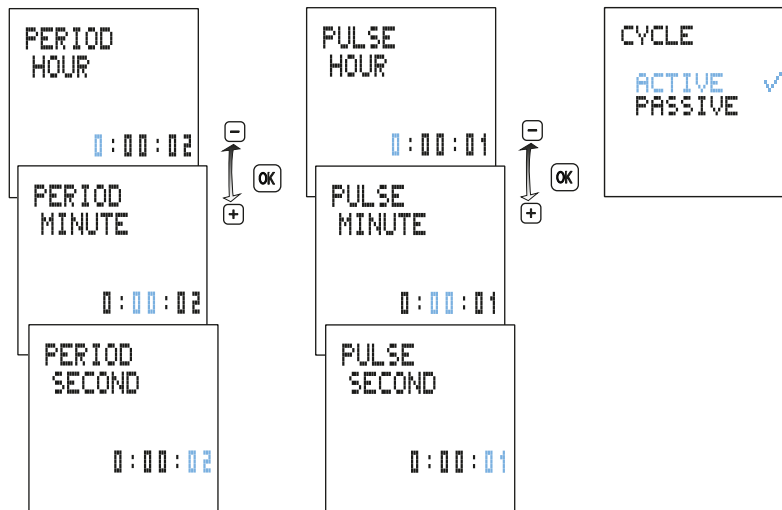 PERIOD
HOUR
0:00:02
PERIOD
MINUTE
0:00:02
PERIOD
SECOND
0:00:02
−
OK
+
PULSE
HOUR
0:00:01
PULSE
MINUTE
0:00:01
PULSE
SECOND
0:00:01
−
OK
+
CYCLE
ACTIVE ✓
PASSIVE